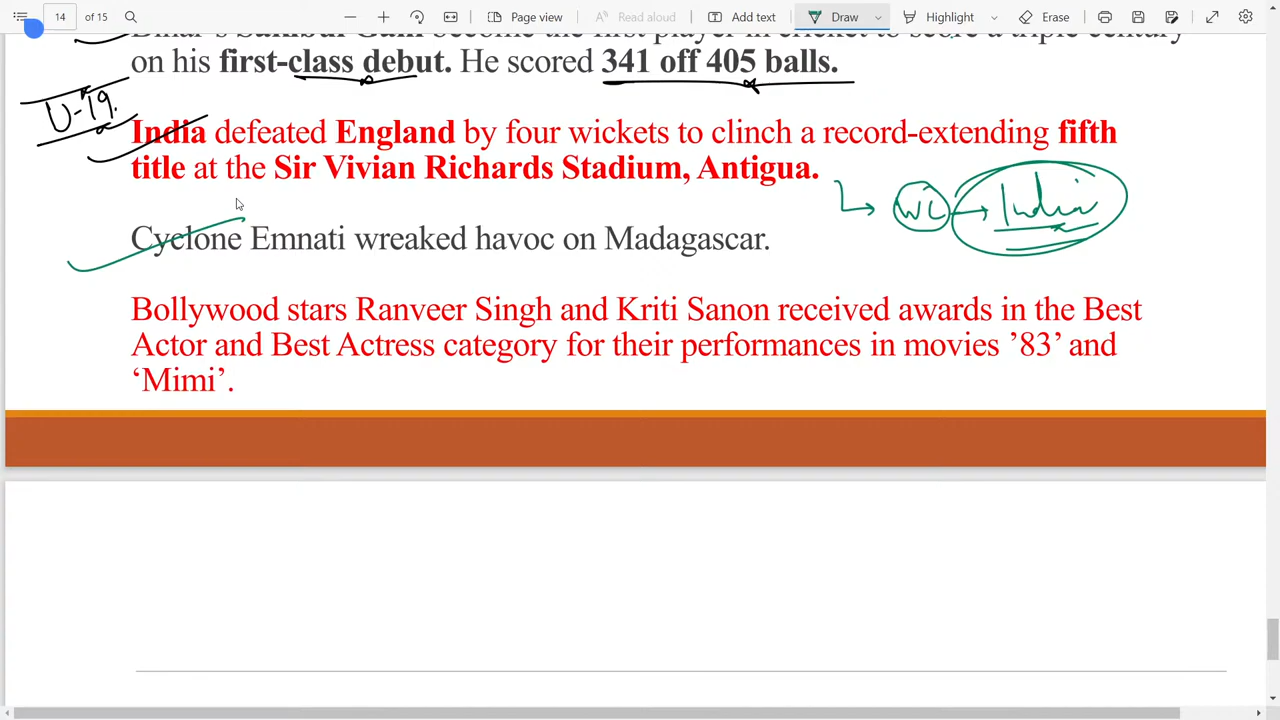 14 of 15
Page view
Read aloud
Add text
Draw
Highlight
Erase
on his first-class debut. He scored 341 off 405 balls.
U-19.
India defeated England by four wickets to clinch a record-extending fifth
title at the Sir Vivian Richards Stadium, Antigua.
WI → India
Cyclone Emnati wreaked havoc on Madagascar.
Bollywood stars Ranveer Singh and Kriti Sanon received awards in the Best
Actor and Best Actress category for their performances in movies ’83’ and
‘Mimi’.